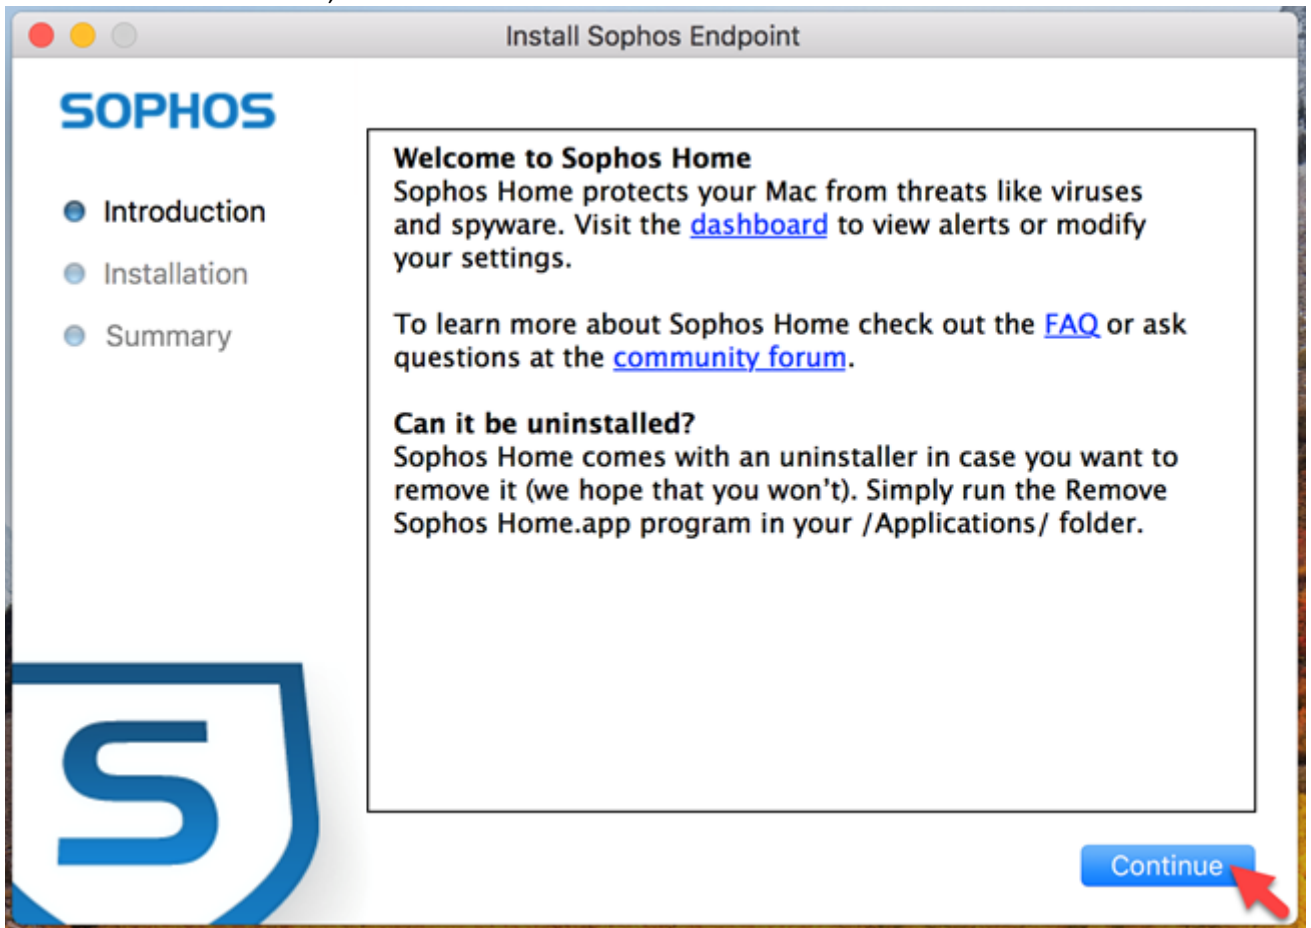 Install Sophos Endpoint
SOPHOS
Introduction
Installation
Summary
Welcome to Sophos Home
Sophos Home protects your Mac from threats like viruses
and spyware. Visit the dashboard to view alerts or modify
your settings.
To learn more about Sophos Home check out the FAQ or ask
questions at the community forum.
Can it be uninstalled?
Sophos Home comes with an uninstaller in case you want to
remove it (we hope that you won't). Simply run the Remove
Sophos Home.app program in your /Applications/ folder.
S
Continue